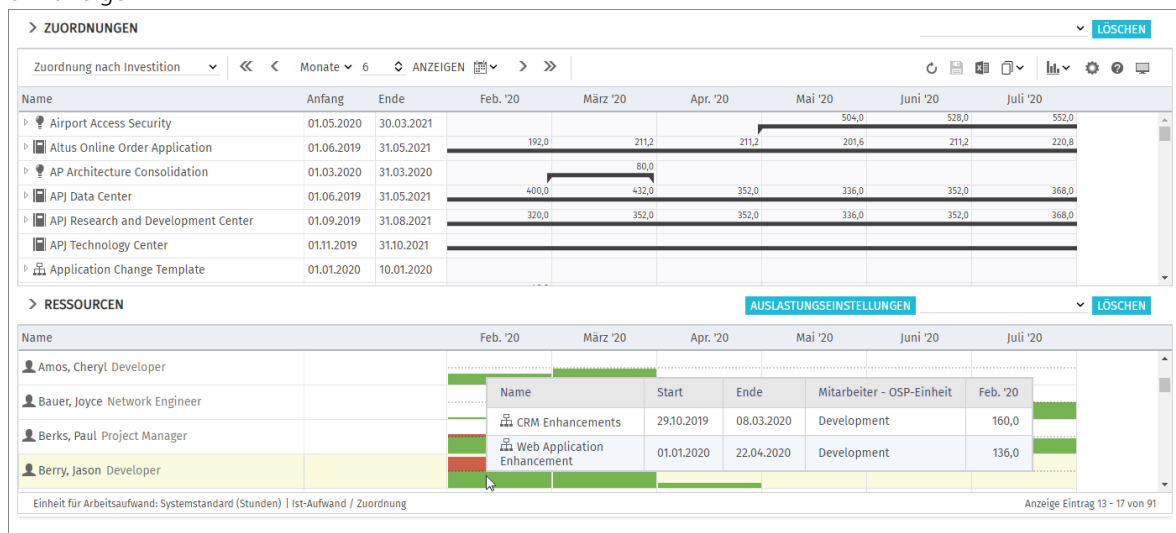 ZUORDNUNGEN LÖSCHEN
Zuordnung nach Investition Monate 6 ANZEIGEN
Name Anfang Ende Feb. '20 März '20 Apr. '20 Mai '20 Juni '20 Juli '20
Airport Access Security 01.05.2020 30.03.2021 504,0 528,0 552,0
Altus Online Order Application 01.06.2019 31.05.2021 192,0 211,2 211,2 201,6 211,2 220,8
AP Architecture Consolidation 01.03.2020 31.03.2020 80,0
APJ Data Center 01.06.2019 31.05.2021 400,0 432,0 352,0 336,0 352,0 368,0
APJ Research and Development Center 01.09.2019 31.08.2021 320,0 352,0 352,0 336,0 352,0 368,0
APJ Technology Center 01.11.2019 31.10.2021
Application Change Template 01.01.2020 10.01.2020
RESSOURCEN AUSLASTUNGSEINSTELLUNGEN LÖSCHEN
Name Feb. '20 März '20 Apr. '20 Mai '20 Juni '20 Juli '20
Amos, Cheryl Developer
Bauer, Joyce Network Engineer
Berks, Paul Project Manager
Berry, Jason Developer
Name Start Ende Mitarbeiter - OSP-Einheit Feb. '20
CRM Enhancements 29.10.2019 08.03.2020 Development 160,0
Web Application
Enhancement 01.01.2020 22.04.2020 Development 136,0
Einheit für Arbeitsaufwand: Systemstandard (Stunden) | Ist-Aufwand / Zuordnung Anzeige Eintrag 13 - 17 von 91